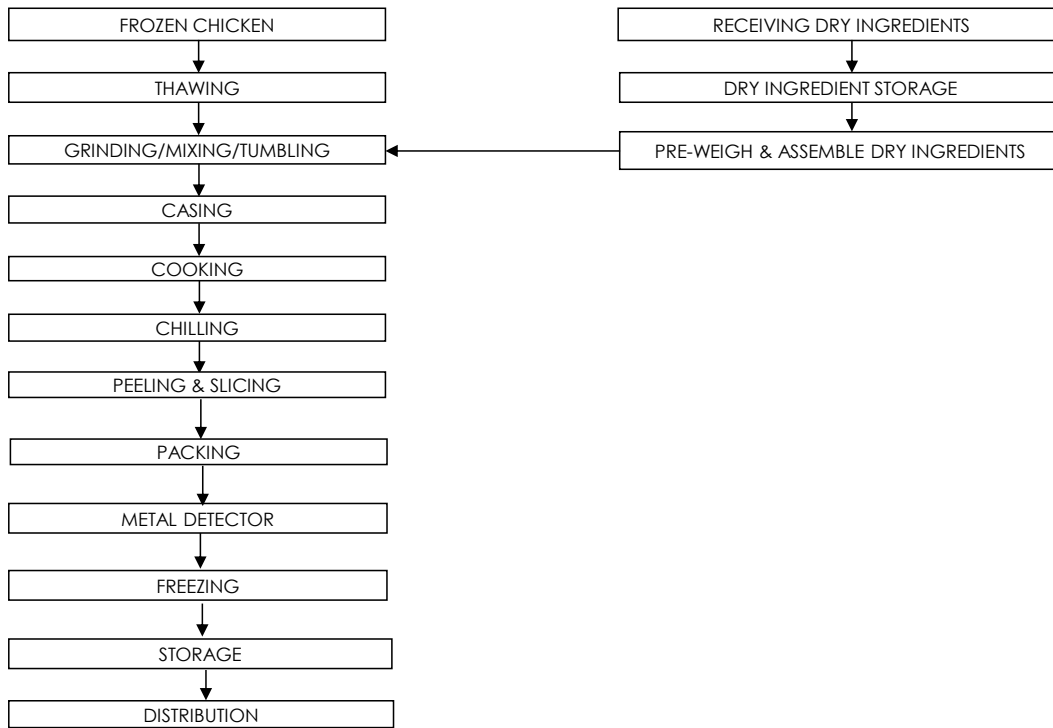 FROZEN CHICKEN
THAWING
GRINDING/MIXING/TUMBLING
CASING
COOKING
CHILLING
PEELING & SLICING
PACKING
METAL DETECTOR
FREEZING
STORAGE
DISTRIBUTION
RECEIVING DRY INGREDIENTS
DRY INGREDIENT STORAGE
PRE-WEIGH & ASSEMBLE DRY INGREDIENTS